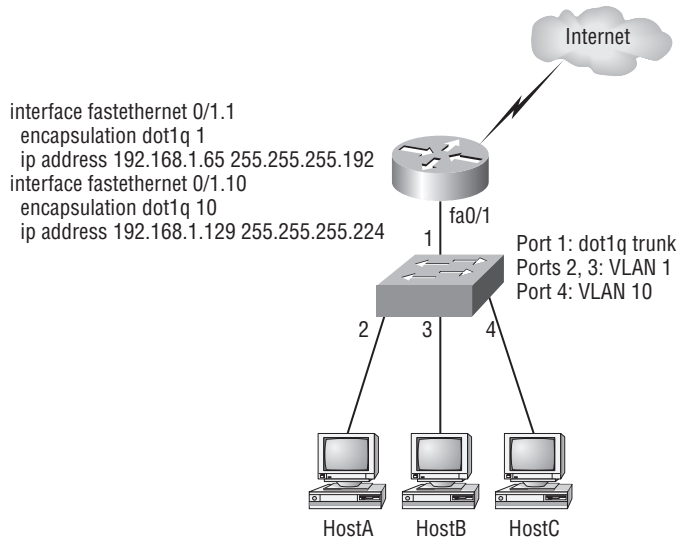 Internet
interface fastethernet 0/1.1
encapsulation dot1q 1
ip address 192.168.1.65 255.255.255.192
interface fastethernet 0/1.10
encapsulation dot1q 10
ip address 192.168.1.129 255.255.255.224
fa0/1
1
Port 1: dot1q trunk
Ports 2, 3: VLAN 1
Port 4: VLAN 10
2 3 4
HostA HostB HostC